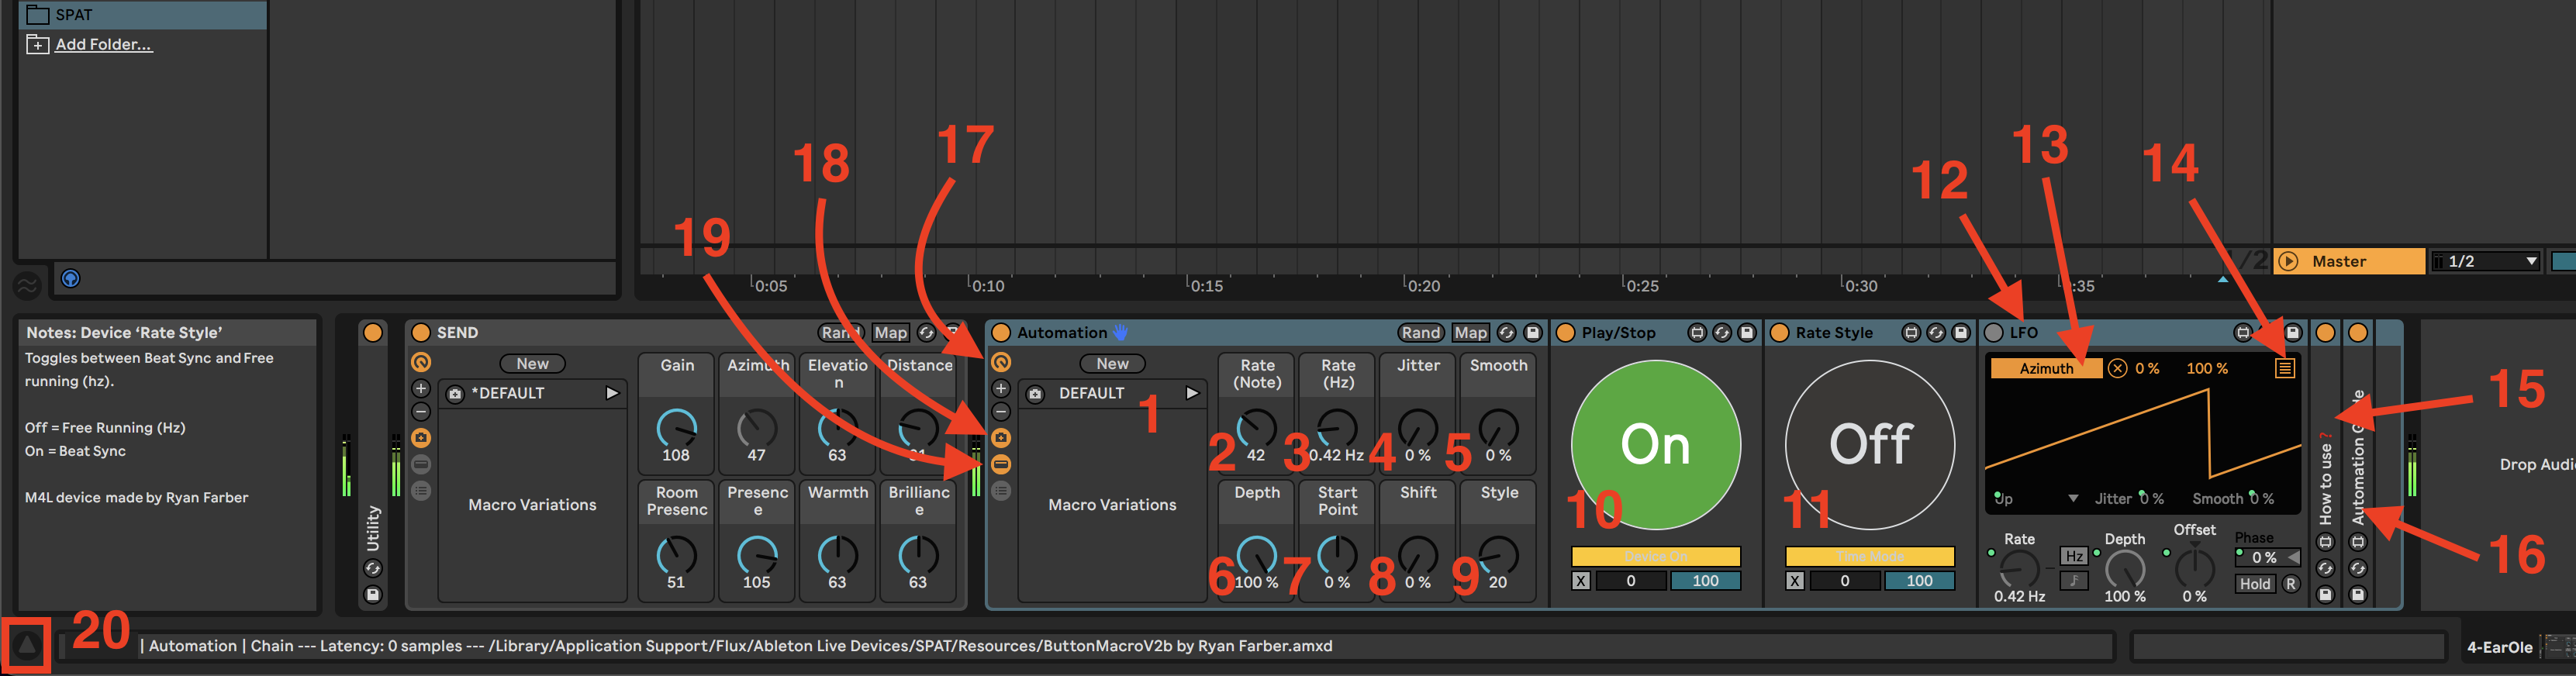 SPAT
Add Folder...
17
18
19
12
13
14
/2
Master
1/2
0:05
0:10
0:15
0:20
0:25
0:30
0:35
Notes: Device ‘Rate Style’
Toggles between Beat Sync and Free
running (hz).
Off = Free Running (Hz)
On = Beat Sync
M4L device made by Ryan Farber
Utility
SEND
Rand
Map
New
*DEFAULT
Macro Variations
Gain
108
Azimuth
47
Elevatio
n
63
Distance
Room
Presenc
51
Presenc
e
105
Warmth
63
Brillianc
e
63
Automation
Rand
Map
New
DEFAULT
1
Macro Variations
Rate
(Note)
2
42
Rate
(Hz)
3
0.42 Hz
Jitter
4
0 %
Smooth
5
0 %
Depth
6
100 %
Start
Point
7
0 %
Shift
8
0 %
Style
9
20
Play/Stop
On
10
Device On
X
0
100
Rate Style
Off
11
Time Mode
X
0
100
LFO
Azimuth
0 %
100 %
Up
Jitter
0 %
Smooth
0 %
Rate
0.42 Hz
Hz
Depth
100 %
Offset
0 %
Phase
0 %
Hold
R
How to use ?
15
16
Drop Audio
20
| Automation | Chain --- Latency: 0 samples --- /Library/Application Support/Flux/Ableton Live Devices/SPAT/Resources/ButtonMacroV2b by Ryan Farber.amxd
4-EarOle